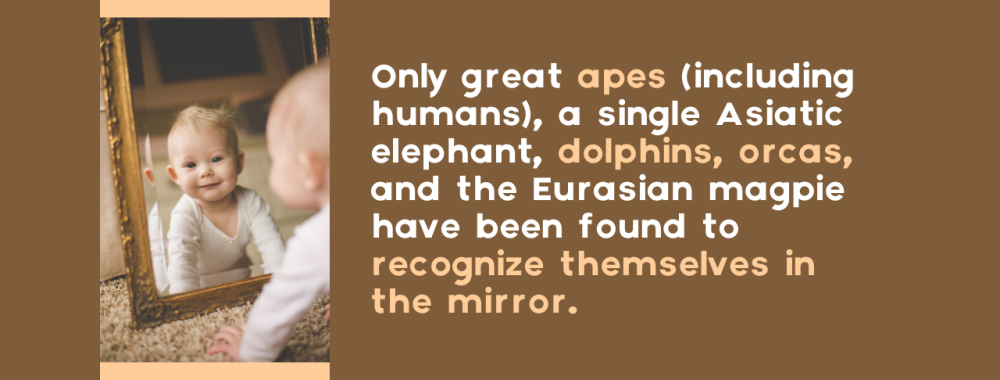 Only great apes (including
humans), a single Asiatic
elephant, dolphins, orcas,
and the Eurasian magpie
have been found to
recognize themselves in
the mirror.